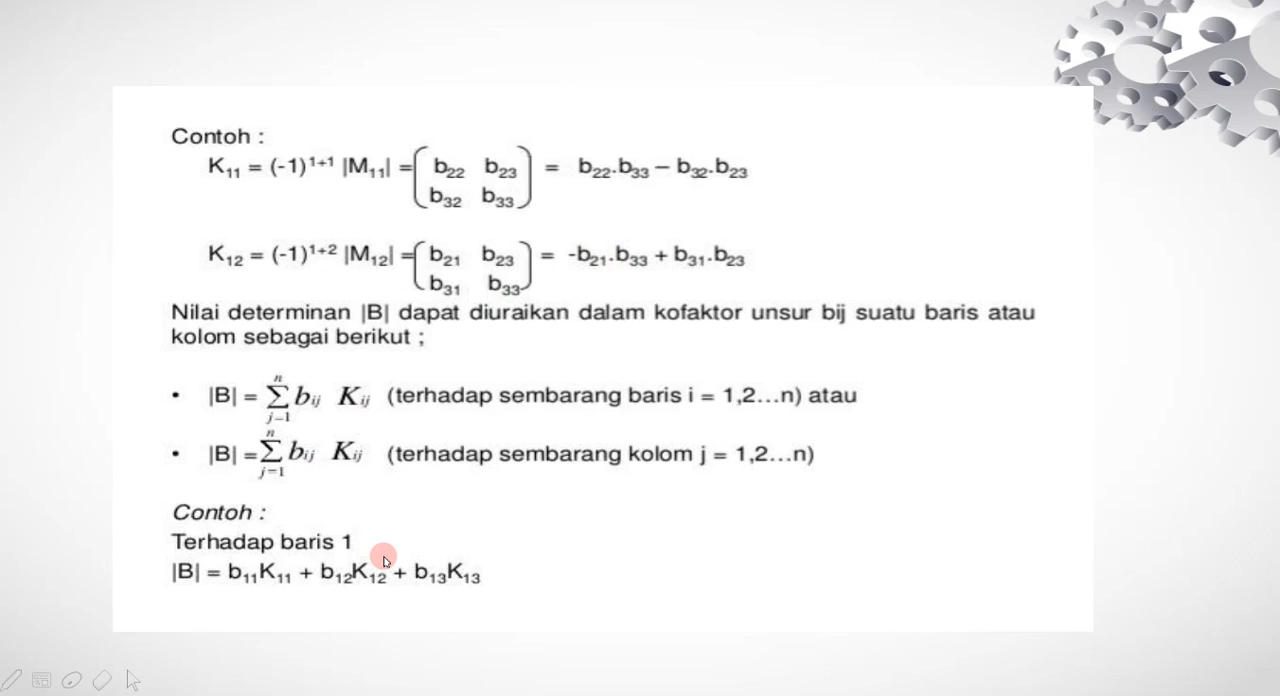 Contoh :
K₁₁ = (-1)¹⁺¹ |M₁₁| = ( b₂₂ b₂₃ ) = b₂₂.b₃₃ – b₃₂.b₂₃
b₃₂ b₃₃
K₁₂ = (-1)¹⁺² |M₁₂| = ( b₂₁ b₂₃ ) = -b₂₁.b₃₃ + b₃₁.b₂₃
b₃₁ b₃₃
Nilai determinan |B| dapat diuraikan dalam kofaktor unsur bij suatu baris atau
kolom sebagai berikut ;
n
• |B| = ∑ bᵢⱼ Kᵢⱼ (terhadap sembarang baris i = 1,2...n) atau
j–1
n
• |B| = ∑ bᵢⱼ Kᵢⱼ (terhadap sembarang kolom j = 1,2...n)
j=1
Contoh :
Terhadap baris 1
|B| = b₁₁K₁₁ + b₁₂K₁₂ + b₁₃K₁₃